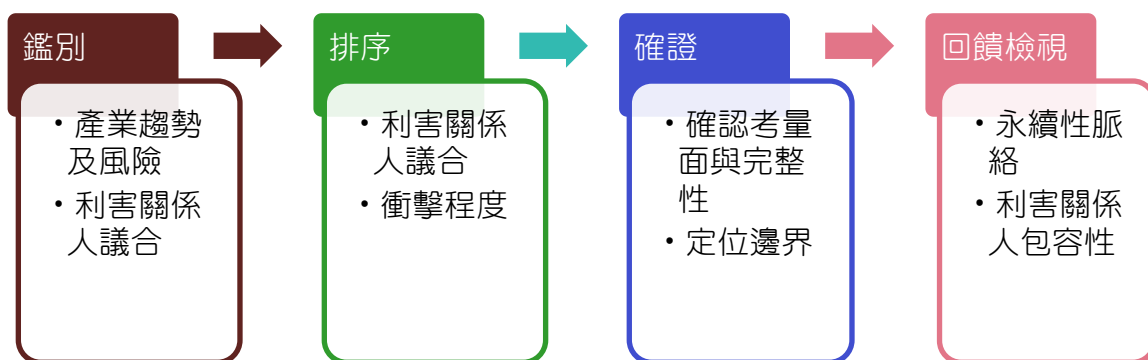 鑑別
• 產業趨勢
及風險
• 利害關係
人議合
排序
• 利害關係
人議合
• 衝擊程度
確證
• 確認考量
面與完整
性
• 定位邊界
回饋檢視
• 永續性脈
絡
• 利害關係
人包容性